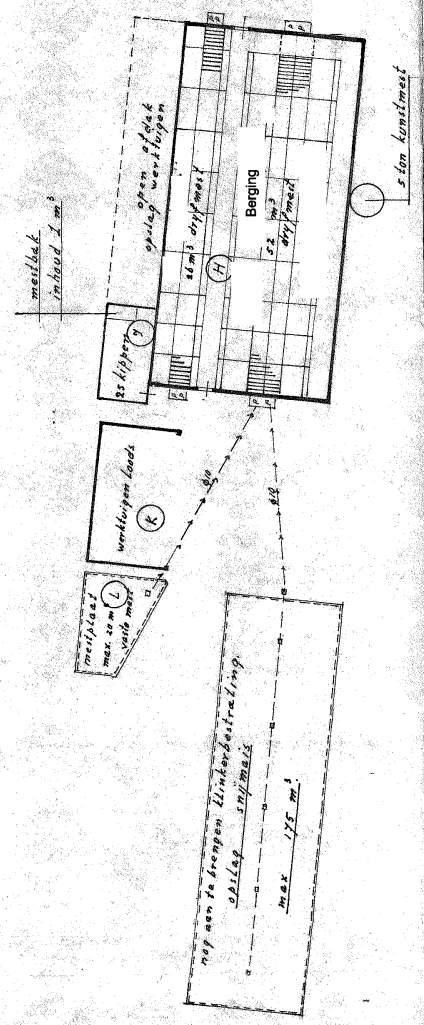 mestbak
inhoud 1 m³
open afdak
opslag werktuigen
26 m³ drijfmest
Berging
52 m³
drijfmest
H
5 ton kunstmest
25 kippen
J
werktuigen loods
K
ø10
ø10
mestplaat
max. 20 m³
vaste mest
L
nog aan te brengen klinkerbestrating
opslag snijmais
max 175 m³
P
P
P
P
P
P
P
P